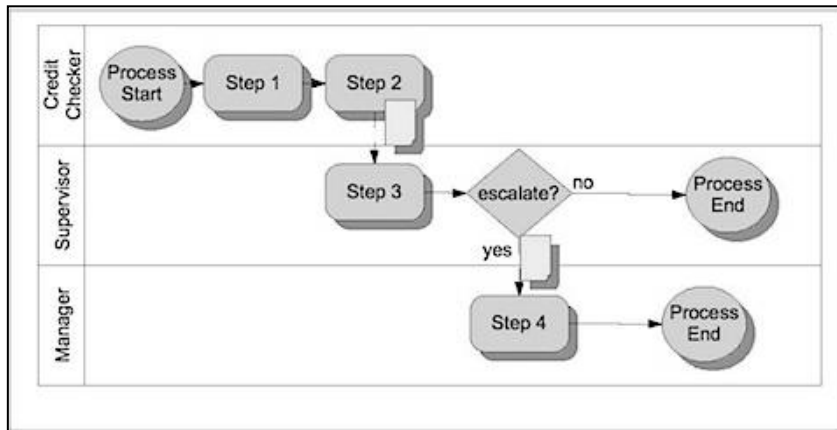 Credit
Checker
Process
Start
Step 1
Step 2
Supervisor
Step 3
escalate?
no
Process
End
yes
Manager
Step 4
Process
End